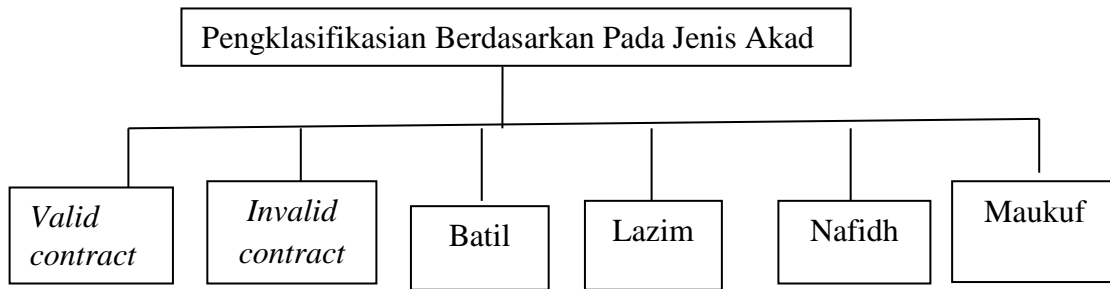 Pengklasifikasian Berdasarkan Pada Jenis Akad
Valid
contract
Invalid
contract
Batil
Lazim
Nafidh
Maukuf